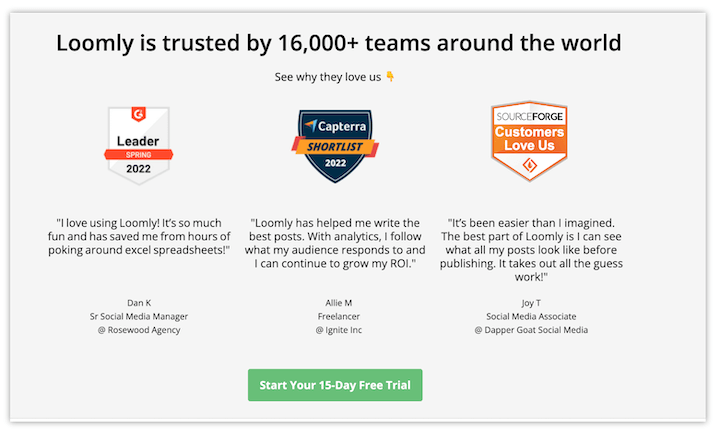 Loomly is trusted by 16,000+ teams around the world
See why they love us 👇
G2
Leader
SPRING
2022
Capterra
SHORTLIST
2022
SOURCEFORGE
Customers
Love Us
"I love using Loomly! It's so much
fun and has saved me from hours of
poking around excel spreadsheets!"
Dan K
Sr Social Media Manager
@ Rosewood Agency
"Loomly has helped me write the
best posts. With analytics, I follow
what my audience responds to and
I can continue to grow my ROI."
Allie M
Freelancer
@ Ignite Inc
"It's been easier than I imagined.
The best part of Loomly is I can see
what all my posts look like before
publishing. It takes out all the guess
work!"
Joy T
Social Media Associate
@ Dapper Goat Social Media
Start Your 15-Day Free Trial